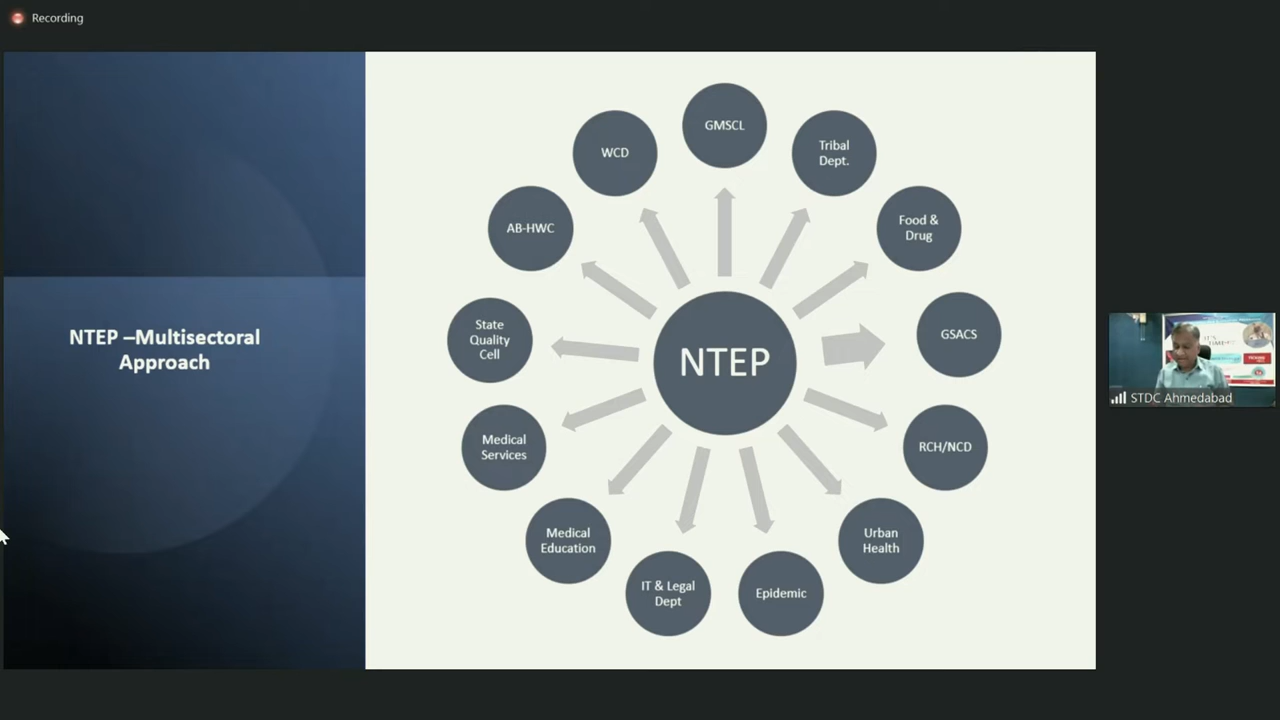 Recording
NTEP –Multisectoral
Approach
GMSCL
Tribal
Dept.
Food &
Drug
GSACS
RCH/NCD
Urban
Health
Epidemic
IT & Legal
Dept
Medical
Education
Medical
Services
State
Quality
Cell
AB-HWC
WCD
NTEP
STDC Ahmedabad